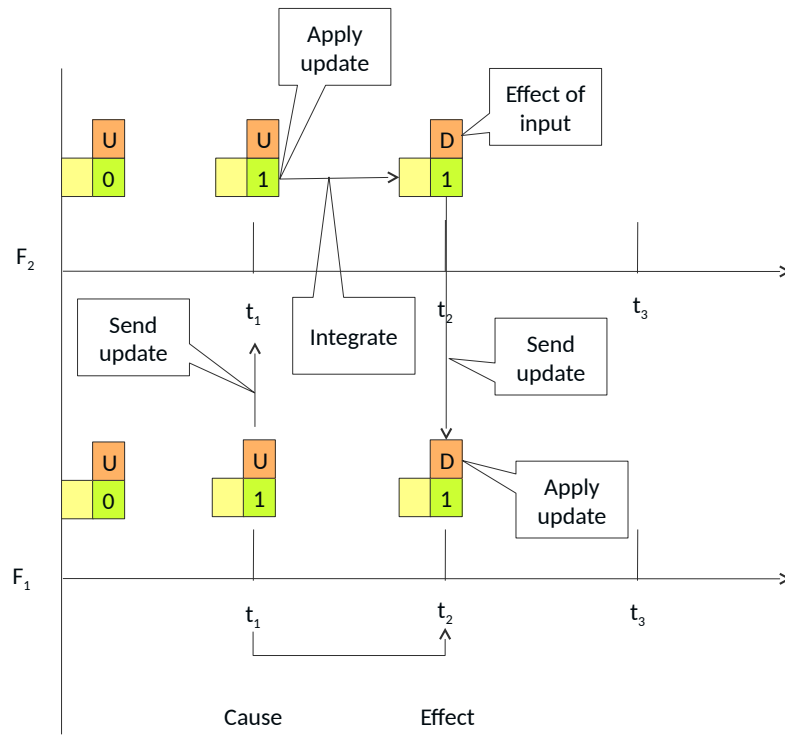 Apply
update
Effect of
input
U
U
D
0
1
1
F2
t1
t2
t3
Send
update
Integrate
Send
update
U
U
D
0
1
1
Apply
update
F1
t1
t2
t3
Cause
Effect